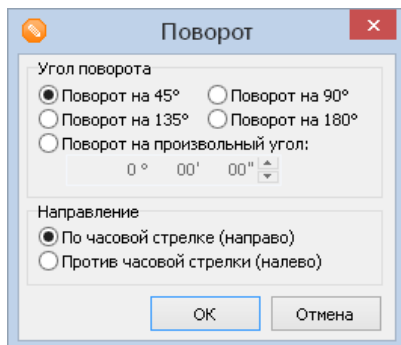 Поворот
Угол поворота
Поворот на 45° Поворот на 90°
Поворот на 135° Поворот на 180°
Поворот на произвольный угол:
0 ° 00' 00"
Направление
По часовой стрелке (направо)
Против часовой стрелки (налево)
ОК Отмена